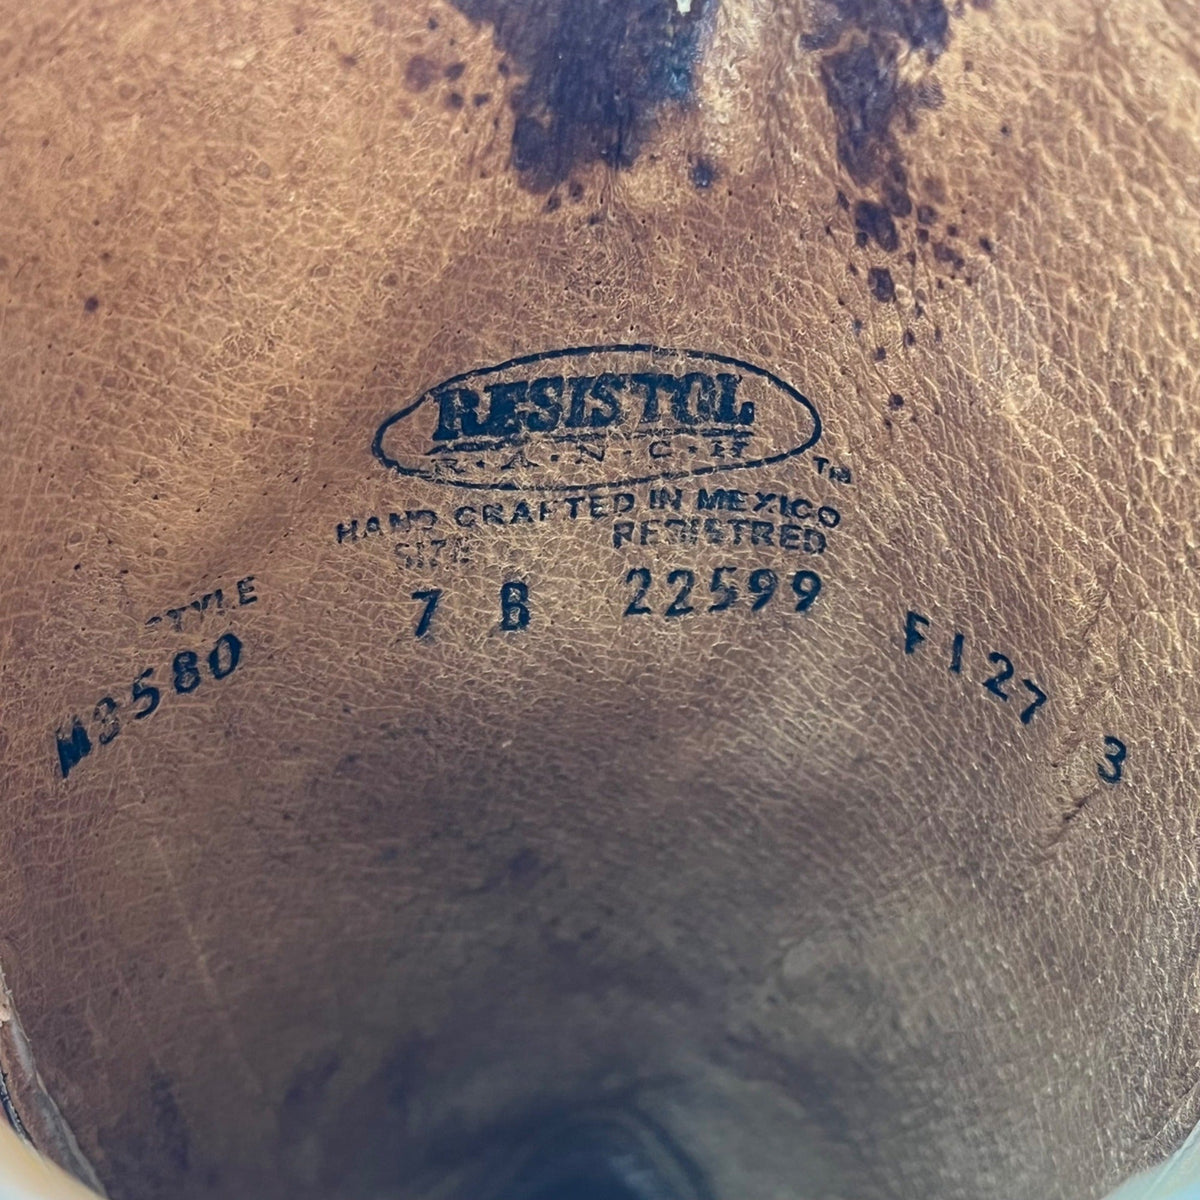 RESISTOL
R·A·N·C·H
TM
HAND CRAFTED IN MEXICO
SIZE REGISTRED
STYLE 7 B 22599
M3580 F127 3